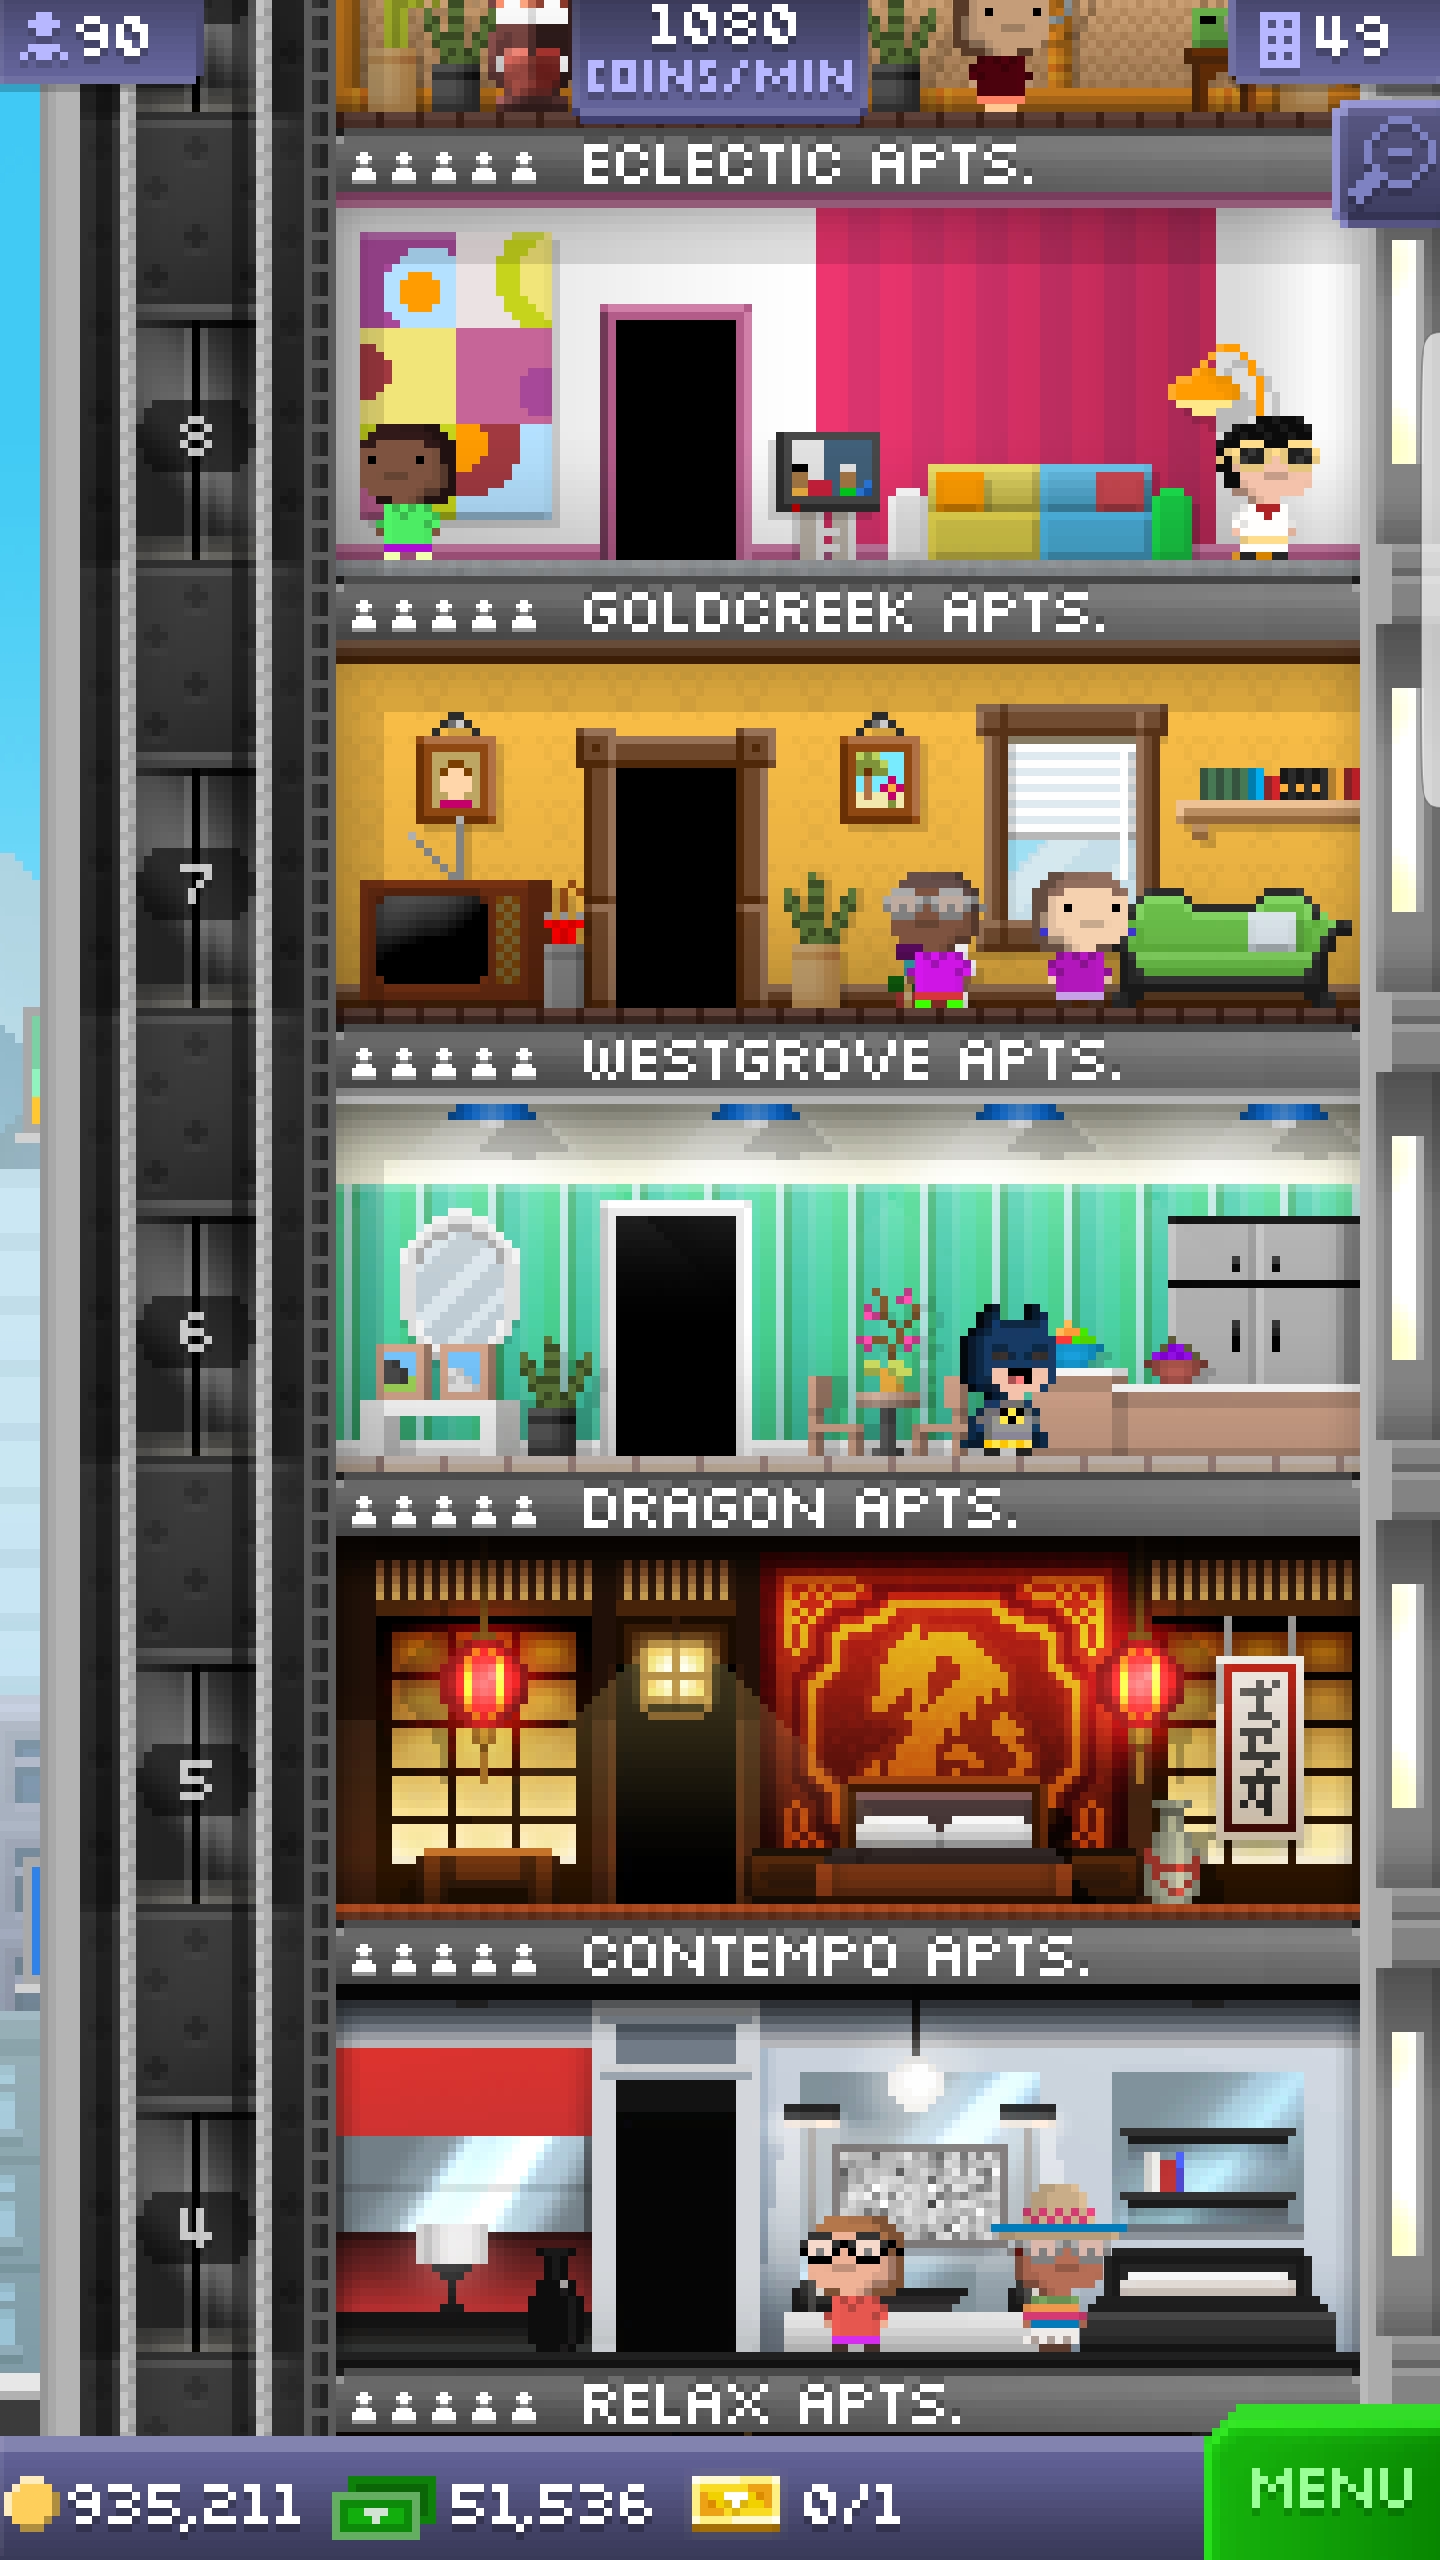 90
1080
COINS/MIN
49
ECLECTIC APTS.
8
GOLDCREEK APTS.
7
WESTGROVE APTS.
6
DRAGON APTS.
5
CONTEMPO APTS.
4
RELAX APTS.
935,211
51,536
0/1
MENU